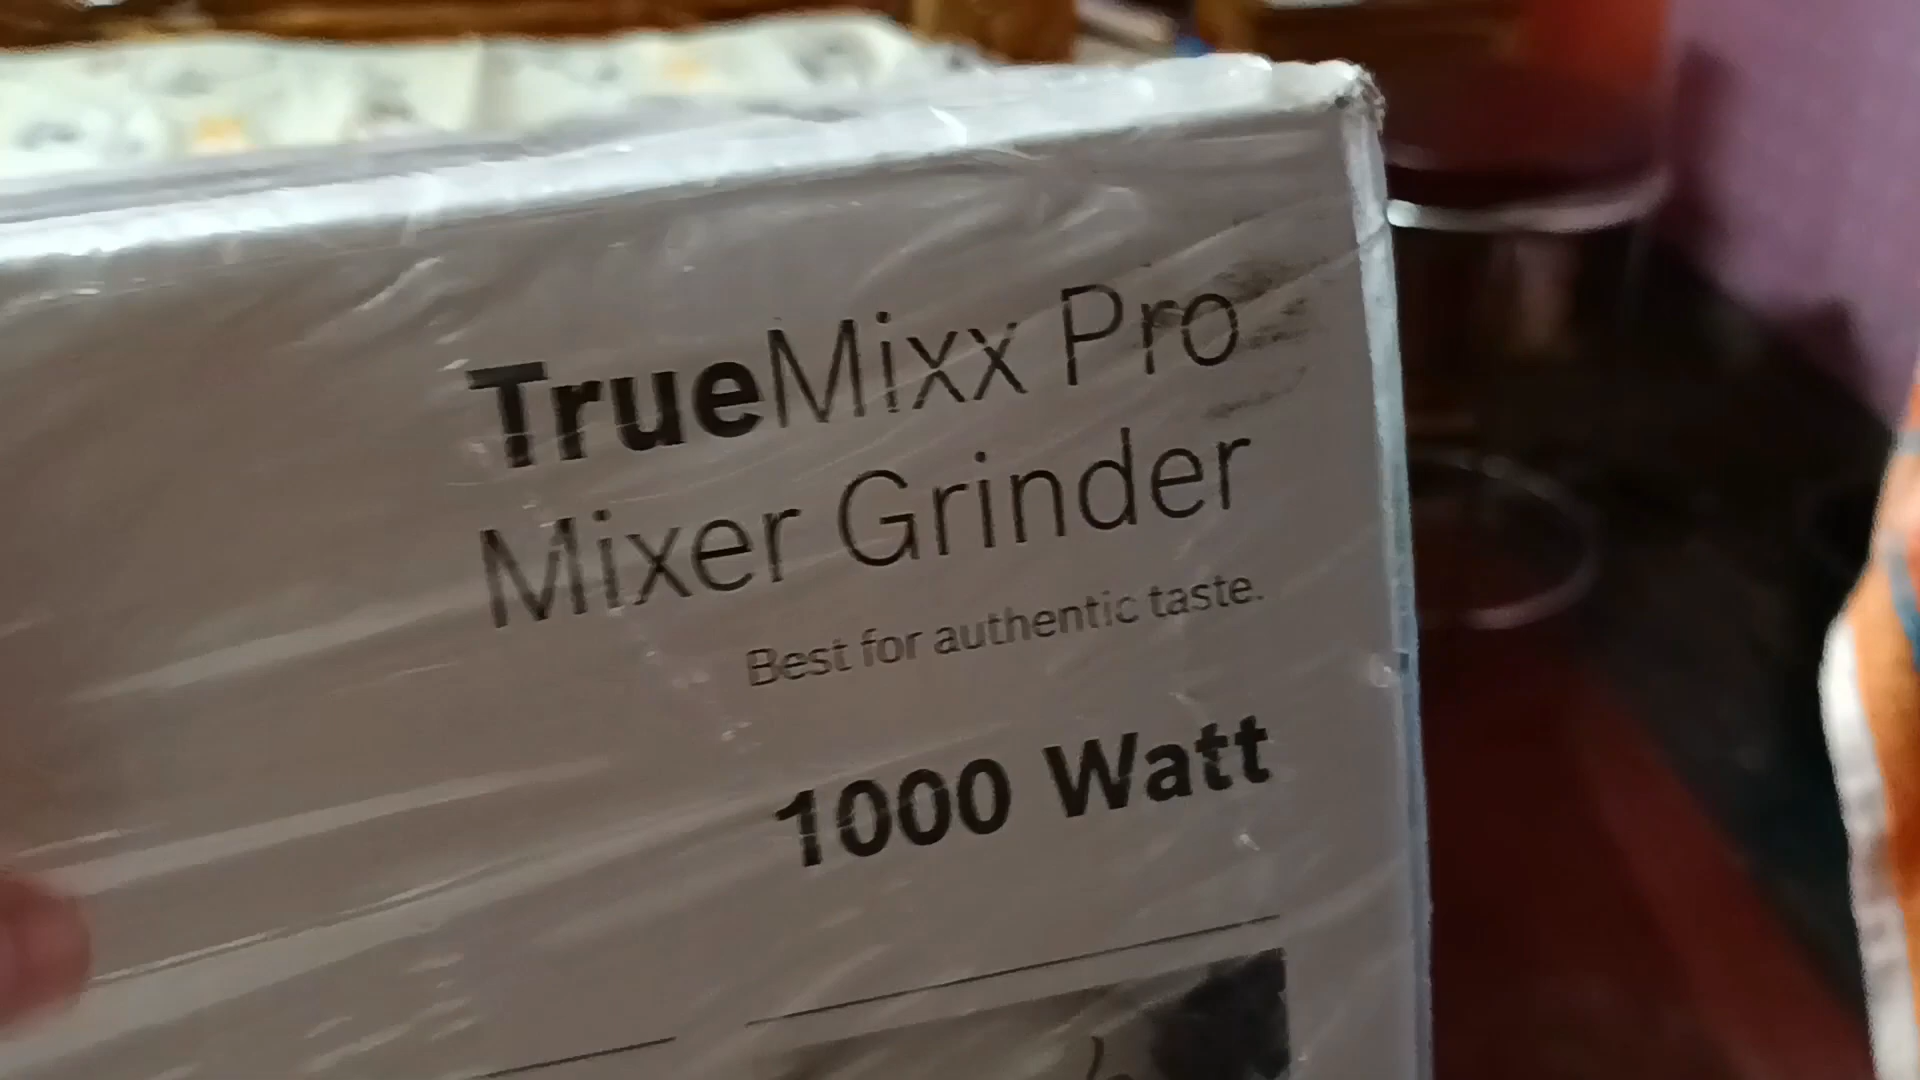 TrueMixx Pro
Mixer Grinder
Best for authentic taste.
1000 Watt